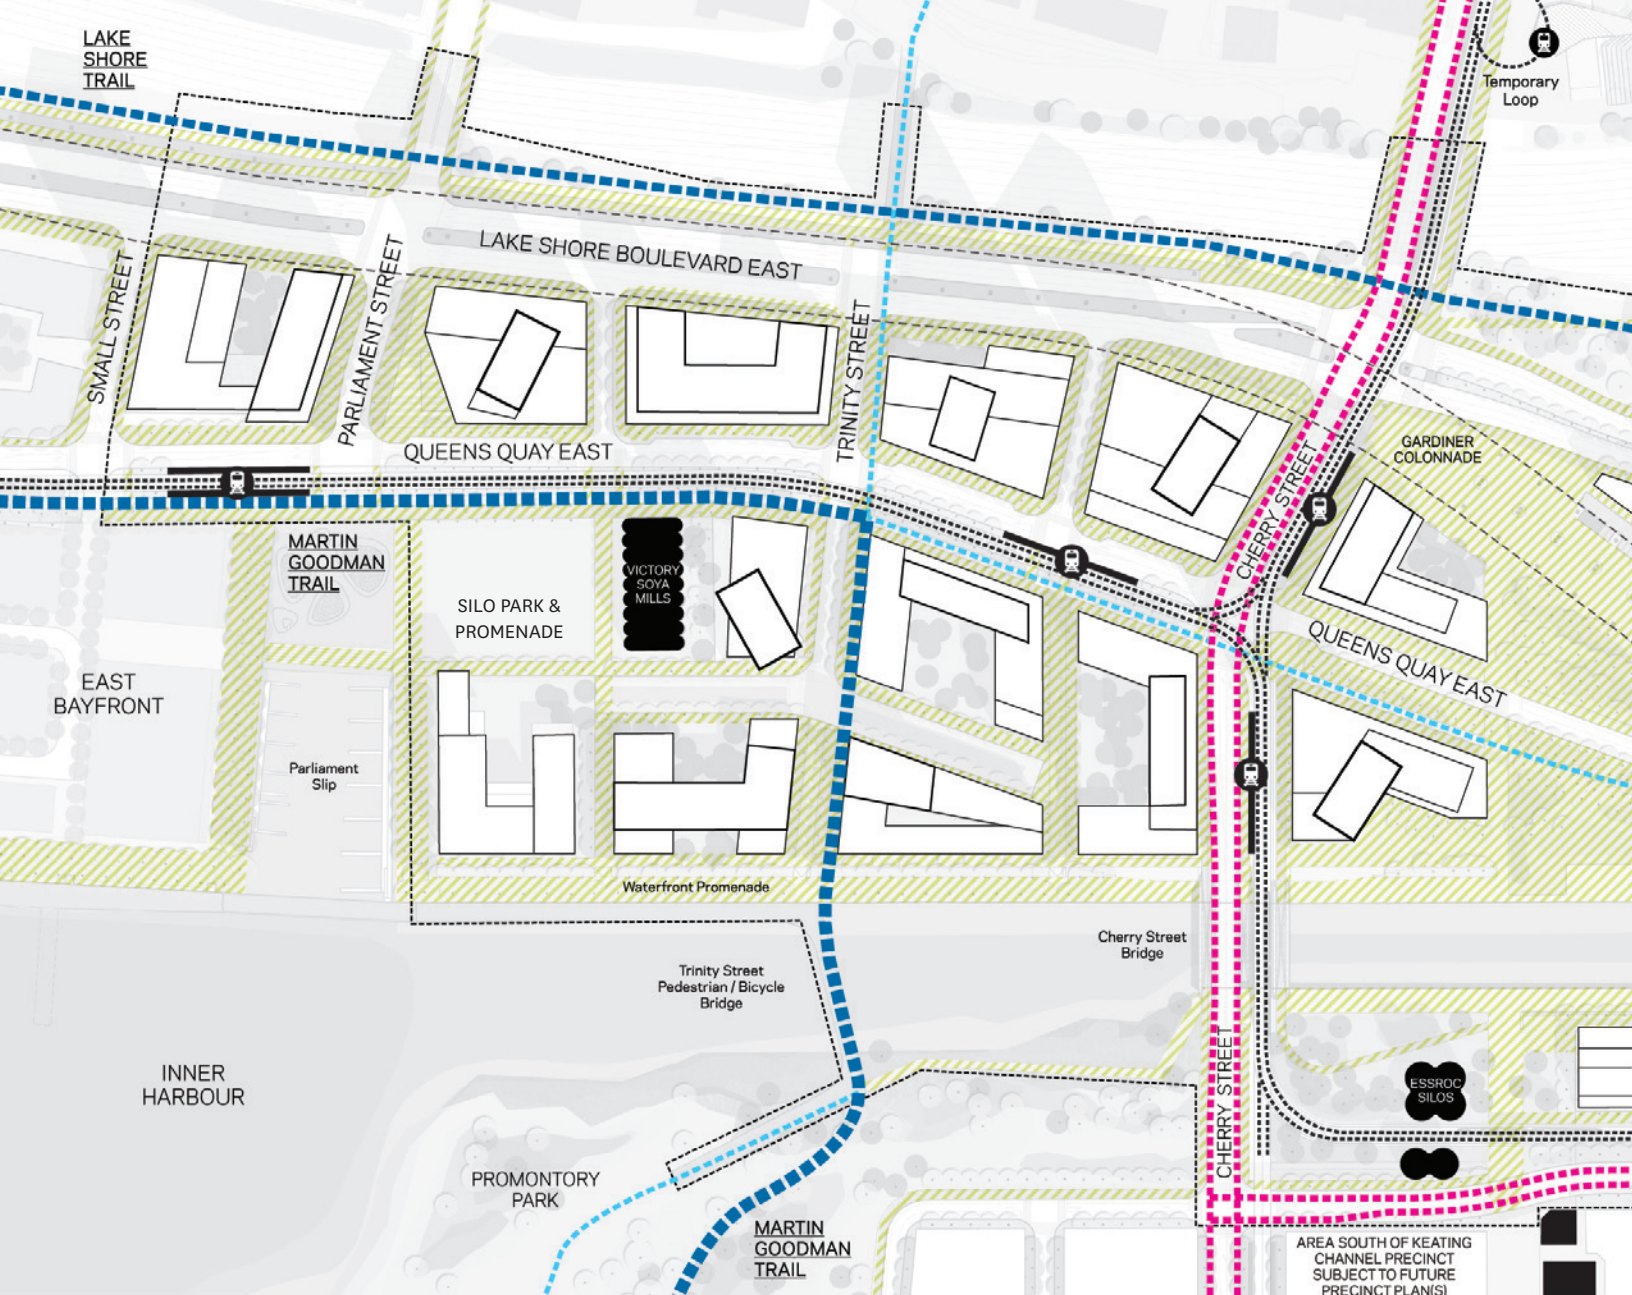 LAKE
SHORE
TRAIL
Temporary
Loop
LAKE SHORE BOULEVARD EAST
SMALL STREET
PARLIAMENT STREET
TRINITY STREET
QUEENS QUAY EAST
CHERRY STREET
GARDINER
COLONNADE
MARTIN
GOODMAN
TRAIL
SILO PARK &
PROMENADE
VICTORY
SOYA
MILLS
QUEENS QUAY EAST
EAST
BAYFRONT
Parliament
Slip
Waterfront Promenade
Cherry Street
Bridge
Trinity Street
Pedestrian / Bicycle
Bridge
INNER
HARBOUR
CHERRY STREET
ESSROC
SILOS
PROMONTORY
PARK
MARTIN
GOODMAN
TRAIL
AREA SOUTH OF KEATING
CHANNEL PRECINCT
SUBJECT TO FUTURE
PRECINCT PLAN(S)